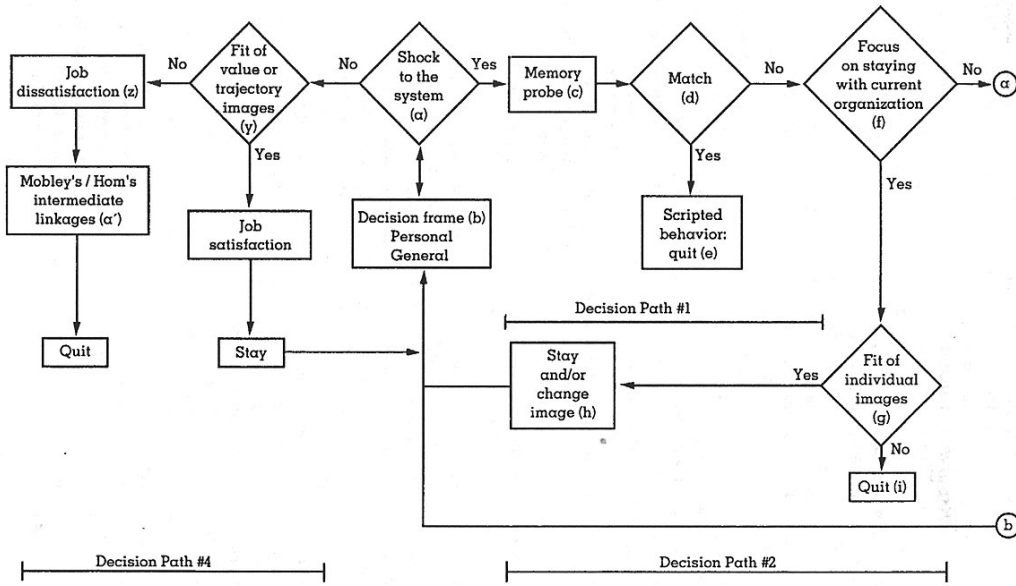 No
Fit of
value or
trajectory
images
(y)
No
Shock
to the
system
(a)
Yes
Memory
probe (c)
Match
(d)
No
Focus
on staying
with current
organization
(f)
No
a
Job
dissatisfaction (z)
Yes
Yes
Yes
Mobley's / Hom's
intermediate
linkages (a´)
Job
satisfaction
Decision frame (b)
Personal
General
Scripted
behavior:
quit (e)
Decision Path #1
Quit
Stay
Stay
and/or
change
image (h)
Yes
Fit of
individual
images
(g)
No
Quit (i)
b
Decision Path #4
Decision Path #2